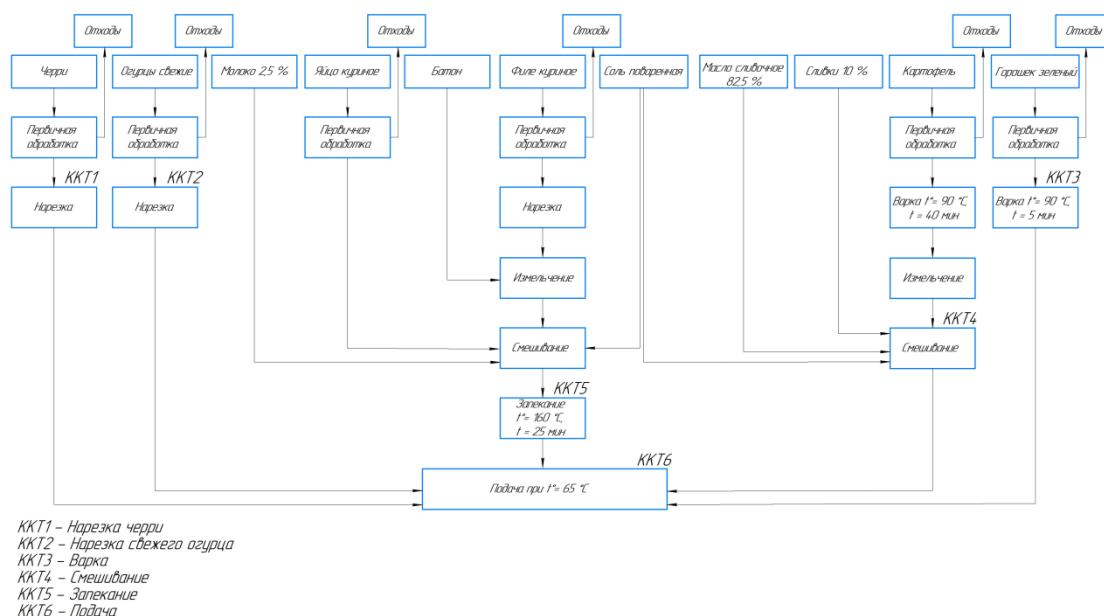 Отходы
Отходы
Отходы
Отходы
Отходы
Отходы
Черри
Огурцы свежие
Молоко 2,5 %
Яйцо куриное
Батон
Филе куриное
Соль поваренная
Масло сливочное
82,5 %
Сливки 10 %
Картофель
Горошек зеленый
Первичная
обработка
Первичная
обработка
Первичная
обработка
Первичная
обработка
Первичная
обработка
Первичная
обработка
ККТ1
ККТ2
ККТ3
Нарезка
Нарезка
Нарезка
Варка t°= 90 °С,
t = 40 мин
Варка t°= 90 °С,
t = 5 мин
Измельчение
Измельчение
ККТ4
Смешивание
Смешивание
ККТ5
Запекание
t°= 160 °С,
t = 25 мин
ККТ6
Подача при t°= 65 °С
ККТ1 – Нарезка черри
ККТ2 – Нарезка свежего огурца
ККТ3 – Варка
ККТ4 – Смешивание
ККТ5 – Запекание
ККТ6 – Подача